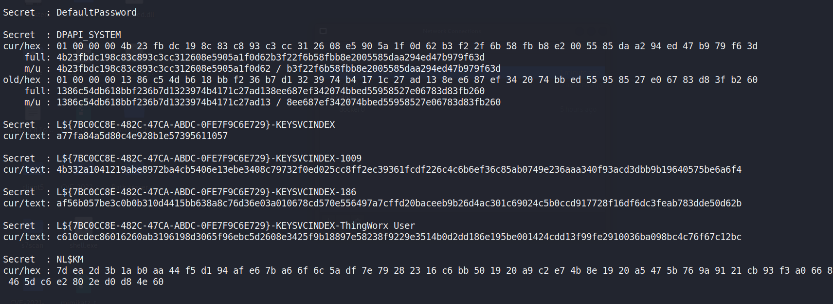 Secret  : DefaultPassword
Secret  : DPAPI_SYSTEM
cur/hex : 01 00 00 00 4b 23 fb dc 19 8c 83 c8 93 c3 cc 31 26 08 e5 90 5a 1f 0d 62 b3 f2 2f 6b 58 fb b8 e2 00 55 85 da a2 94 ed 47 b9 79 f6 3d
full: 4b23fbdc198c83c893c3cc312608e5905a1f0d62b3f22f6b58fbb8e2005585daa294ed47b979f63d
m/u : 4b23fbdc198c83c893c3cc312608e5905a1f0d62 / b3f22f6b58fbb8e2005585daa294ed47b979f63d
old/hex : 01 00 00 00 13 86 c5 4d b6 18 bb f2 36 b7 d1 32 39 74 b4 17 1c 27 ad 13 8e e6 87 ef 34 20 74 bb ed 55 95 85 27 e0 67 83 d8 3f b2 60
full: 1386c54db618bbf236b7d1323974b4171c27ad138ee687ef342074bbed55958527e06783d83fb260
m/u : 1386c54db618bbf236b7d1323974b4171c27ad13 / 8ee687ef342074bbed55958527e06783d83fb260
Secret  : L${7BC0CC8E-482C-47CA-ABDC-0FE7F9C6E729}-KEYSVCINDEX
cur/text: a77fa84a5d80c4e928b1e57395611057
Secret  : L${7BC0CC8E-482C-47CA-ABDC-0FE7F9C6E729}-KEYSVCINDEX-1009
cur/text: 4b332a1041219abe8972ba4cb5406e13ebe3408c79732f0ed025cc8ff2ec39361fcdf226c4c6b6ef36c85ab0749e236aaa340f93acd3dbb9b19640575be6a6f4
Secret  : L${7BC0CC8E-482C-47CA-ABDC-0FE7F9C6E729}-KEYSVCINDEX-186
cur/text: af56b057be3c0b0b310d4415bb638a8c76d36e03a010678cd570e556497a7cffd20baceeb9b26d4ac301c69024c5b0ccd917728f16df6dc3feab783dde50d62b
Secret  : L${7BC0CC8E-482C-47CA-ABDC-0FE7F9C6E729}-KEYSVCINDEX-ThingWorx User
cur/text: c610cdec86016260ab3196198d3065f96ebc5d2608e3425f9b18897e58238f9229e3514b0d2dd186e195be001424cdd13f99fe2910036ba098bc4c76f67c12bc
Secret  : NL$KM
cur/hex : 7d ea 2d 3b 1a b0 aa 44 f5 d1 94 af e6 7b a6 6f 6c 5a df 7e 79 28 23 16 c6 bb 50 19 20 a9 c2 e7 4b 8e 19 20 a5 47 5b 76 9a 91 21 cb 93 f3 a0 66 8
46 5d c6 e2 80 2e d0 d8 4e 60